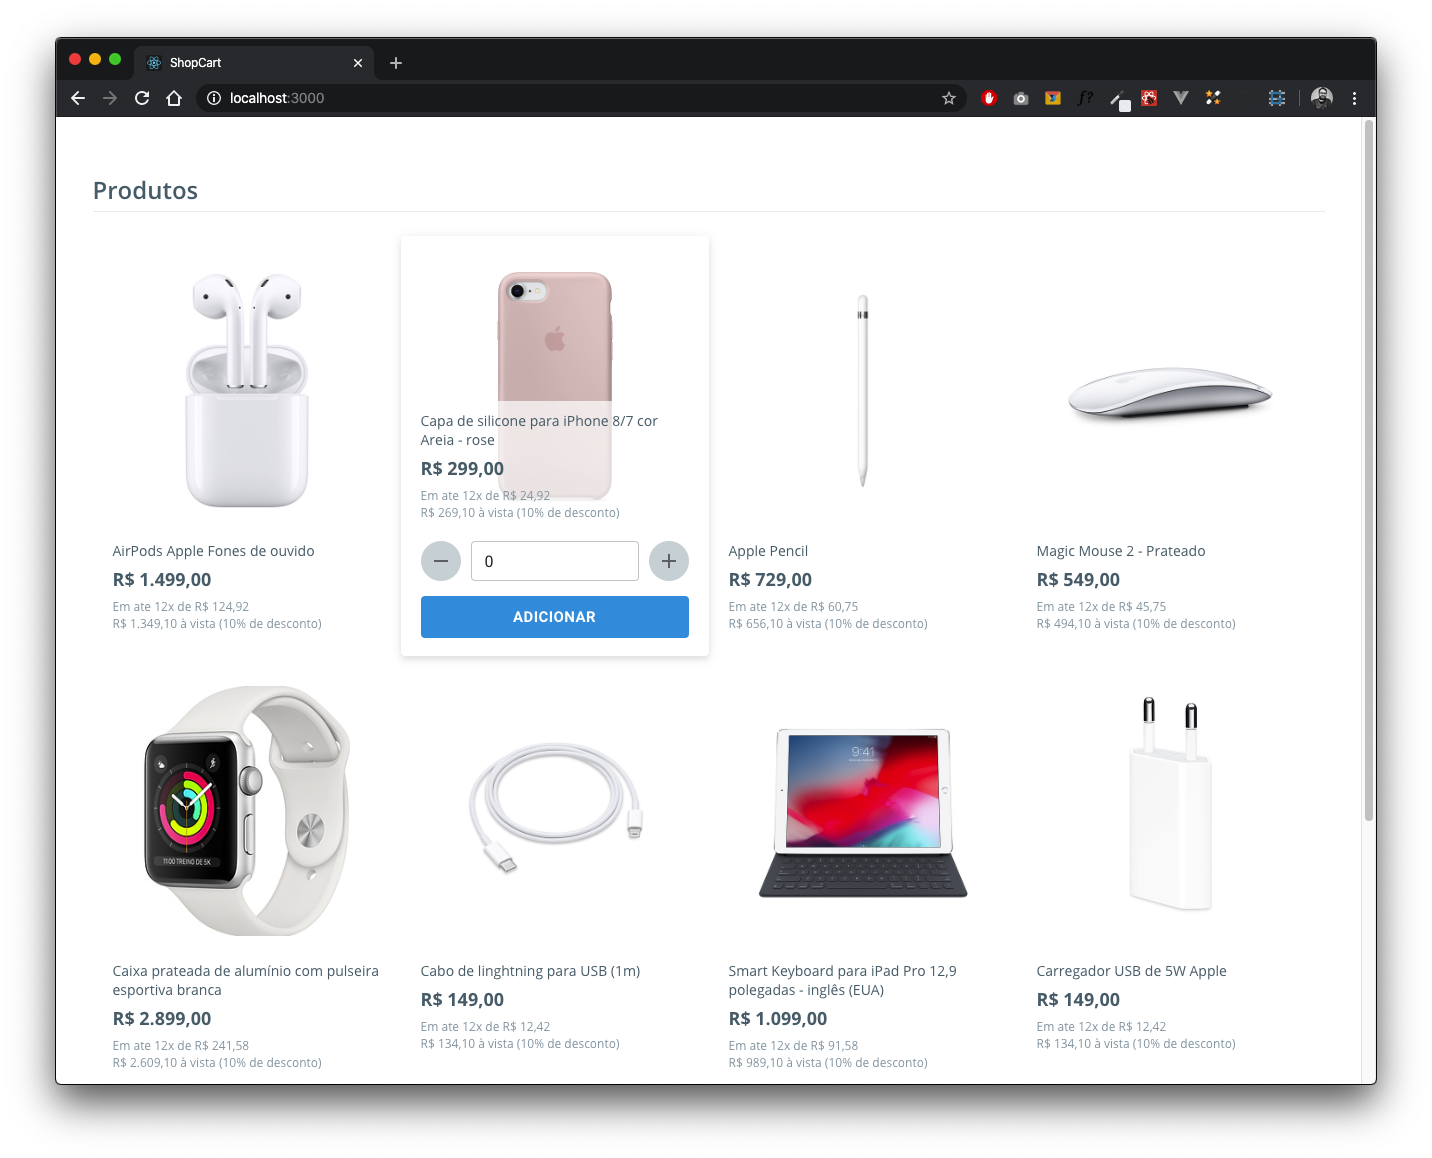 ShopCart
localhost:3000
f?
Produtos
AirPods Apple Fones de ouvido
R$ 1.499,00
Em ate 12x de R$ 124,92
R$ 1.349,10 à vista (10% de desconto)
Capa de silicone para iPhone 8/7 cor
Areia - rose
R$ 299,00
Em ate 12x de R$ 24,92
R$ 269,10 à vista (10% de desconto)
0
ADICIONAR
Apple Pencil
R$ 729,00
Em ate 12x de R$ 60,75
R$ 656,10 à vista (10% de desconto)
Magic Mouse 2 - Prateado
R$ 549,00
Em ate 12x de R$ 45,75
R$ 494,10 à vista (10% de desconto)
11:00 TREINO DE 5K
Caixa prateada de alumínio com pulseira
esportiva branca
R$ 2.899,00
Em ate 12x de R$ 241,58
R$ 2.609,10 à vista (10% de desconto)
Cabo de linghtning para USB (1m)
R$ 149,00
Em ate 12x de R$ 12,42
R$ 134,10 à vista (10% de desconto)
9:41
Smart Keyboard para iPad Pro 12,9
polegadas - inglês (EUA)
R$ 1.099,00
Em ate 12x de R$ 91,58
R$ 989,10 à vista (10% de desconto)
Carregador USB de 5W Apple
R$ 149,00
Em ate 12x de R$ 12,42
R$ 134,10 à vista (10% de desconto)